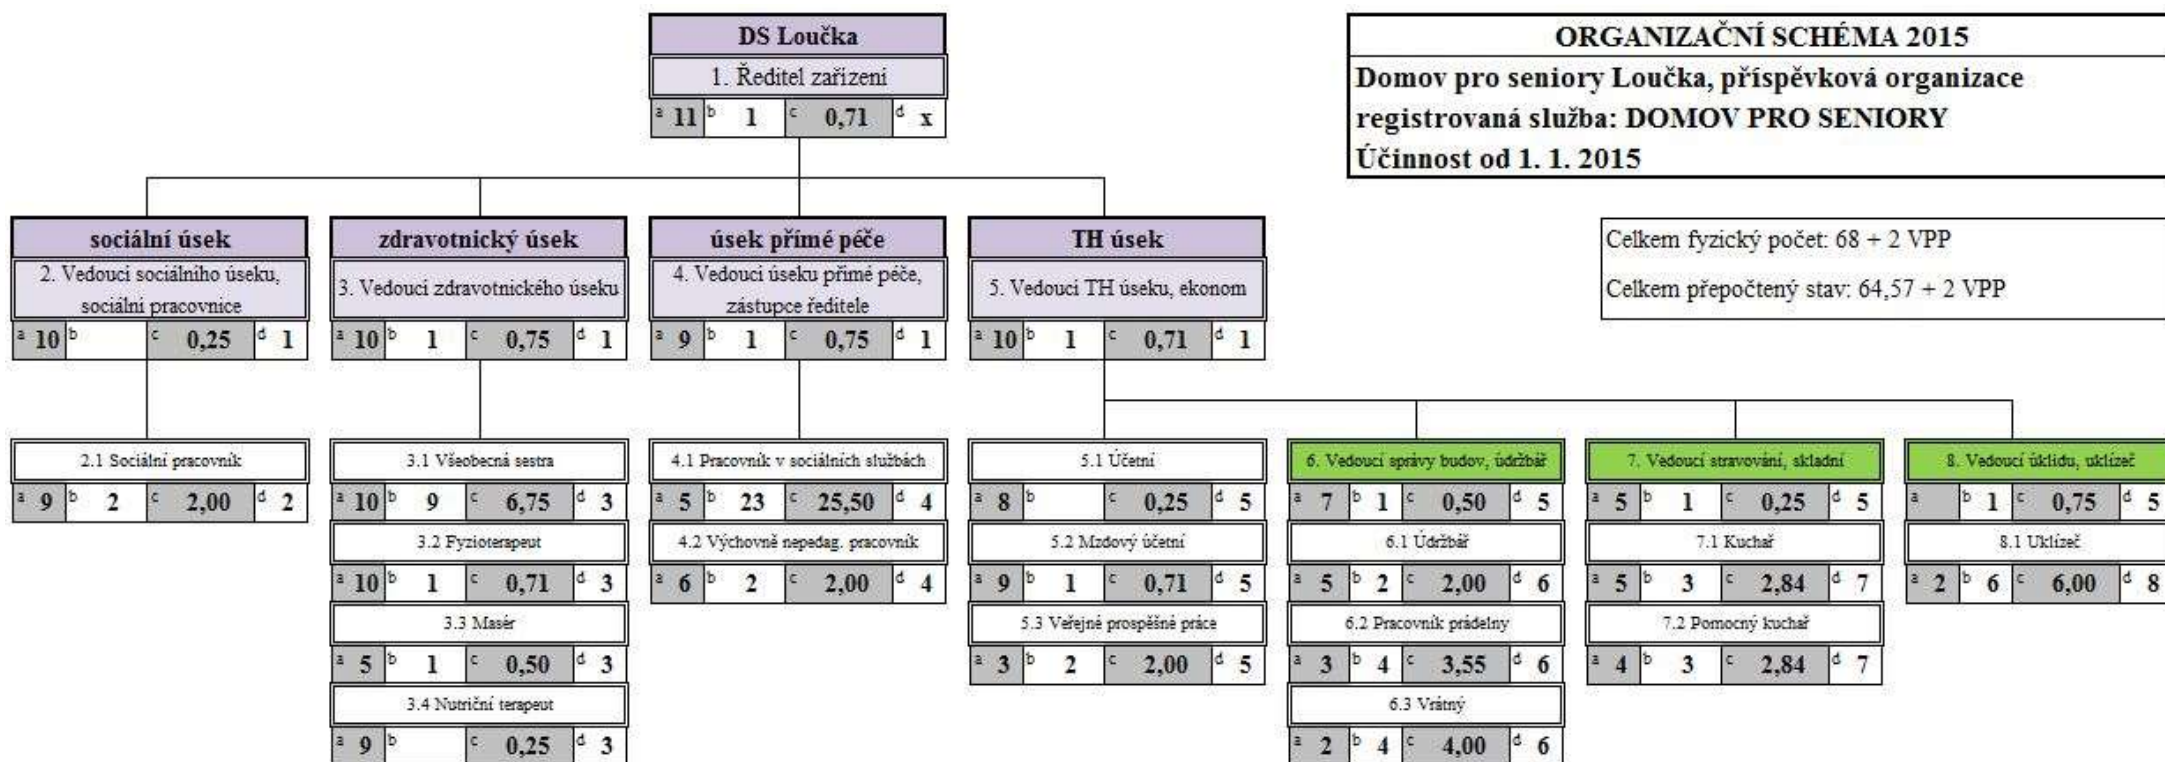 DS Loučka
1. Ředitel zařízení
a 11 b 1 c 0,71 d x
ORGANIZAČNÍ SCHÉMA 2015
Domov pro seniory Loučka, příspěvková organizace
registrovaná služba: DOMOV PRO SENIORY
Účinnost od 1. 1. 2015
Celkem fyzický počet: 68 + 2 VPP
Celkem přepočtený stav: 64,57 + 2 VPP
sociální úsek
2. Vedoucí sociálního úseku,
sociální pracovnice
a 10 b c 0,25 d 1
zdravotnický úsek
3. Vedoucí zdravotnického úseku
a 10 b 1 c 0,75 d 1
úsek přímé péče
4. Vedoucí úseku přímé péče,
zástupce ředitele
a 9 b 1 c 0,75 d 1
TH úsek
5. Vedoucí TH úseku, ekonom
a 10 b 1 c 0,71 d 1
2.1 Sociální pracovník
a 9 b 2 c 2,00 d 2
3.1 Všeobecná sestra
a 10 b 9 c 6,75 d 3
3.2 Fyzioterapeut
a 10 b 1 c 0,71 d 3
3.3 Masér
a 5 b 1 c 0,50 d 3
3.4 Nutriční terapeut
a 9 b c 0,25 d 3
4.1 Pracovník v sociálních službách
a 5 b 23 c 25,50 d 4
4.2 Výchovně nepedag. pracovník
a 6 b 2 c 2,00 d 4
5.1 Účetní
a 8 b c 0,25 d 5
5.2 Mzdový účetní
a 9 b 1 c 0,71 d 5
5.3 Veřejné prospěšné práce
a 3 b 2 c 2,00 d 5
6. Vedoucí správy budov, údržbář
a 7 b 1 c 0,50 d 5
6.1 Údržbář
a 5 b 2 c 2,00 d 6
6.2 Pracovník prádelny
a 3 b 4 c 3,55 d 6
6.3 Vrátný
a 2 b 4 c 4,00 d 6
7. Vedoucí stravování, skladní
a 5 b 1 c 0,25 d 5
7.1 Kuchař
a 5 b 3 c 2,84 d 7
7.2 Pomocný kuchař
a 4 b 3 c 2,84 d 7
8. Vedoucí úklidu, uklízeč
a b 1 c 0,75 d 5
8.1 Uklízeč
a 2 b 6 c 6,00 d 8